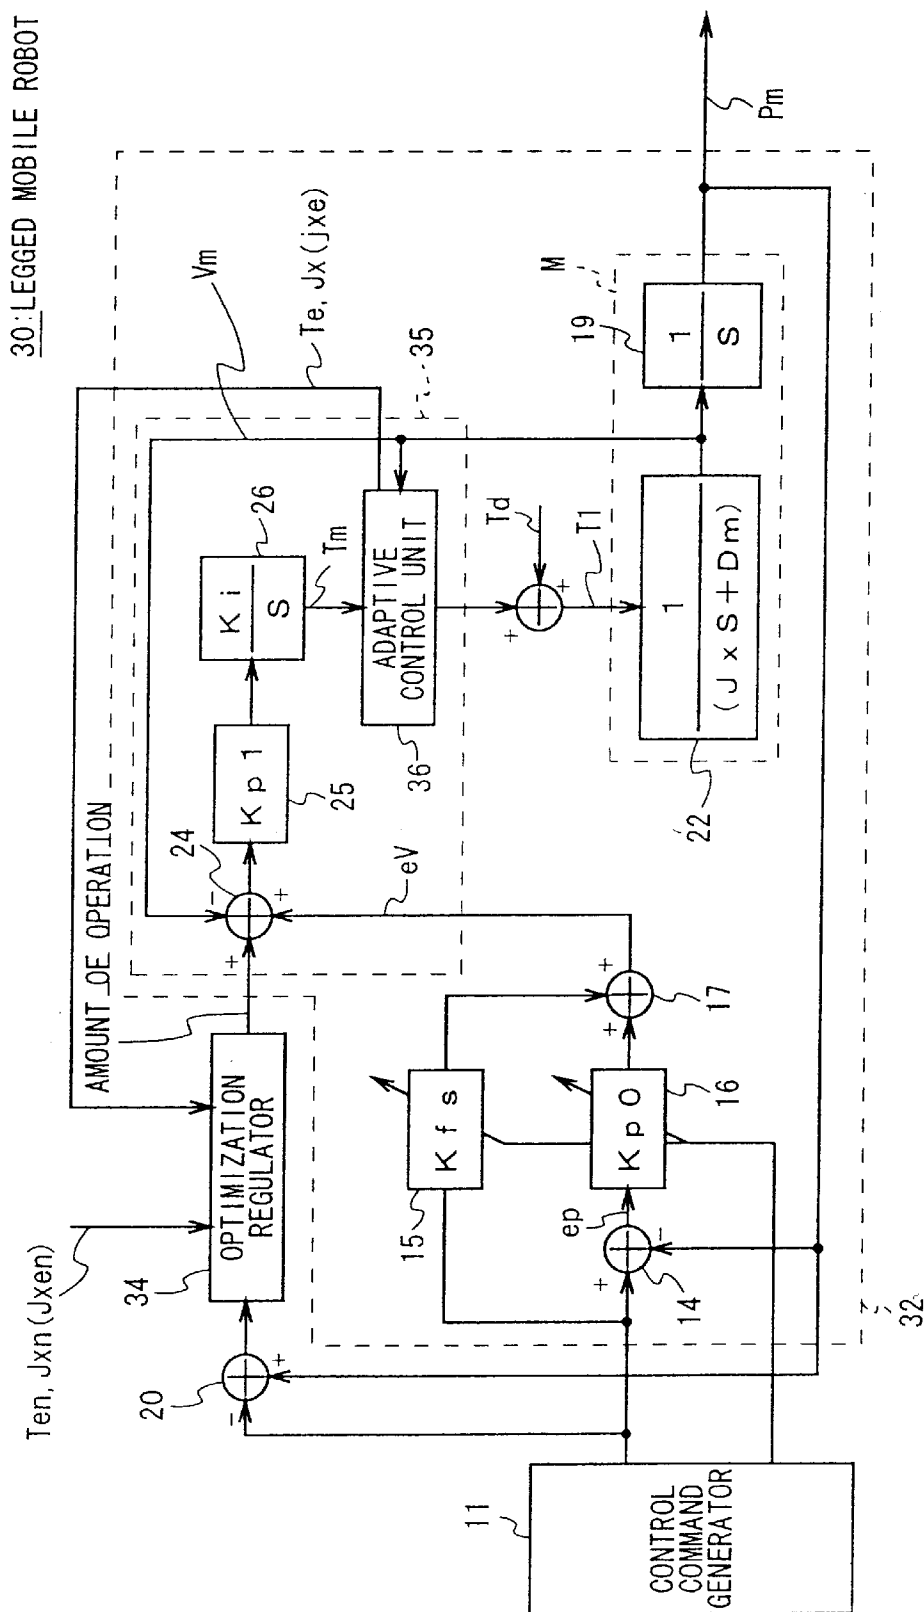 30:LEGGED MOBILE ROBOT
Ten, Jxn(Jxen)
AMOUNT OE OPERATION
Vm
Te, Jx(jxe)
20
34
OPTIMIZATION
REGULATOR
24
Kp1
25
Ki
S
26
Tm
35
ADAPTIVE
CONTROL UNIT
36
eV
Td
T1
15
Kfs
17
14
ep
Kp0
16
22
1
(JxS+Dm)
19
1
S
M
Pm
32
11
CONTROL
COMMAND
GENERATOR
+
-
+
-
+
+
-
+
+
+
+
+